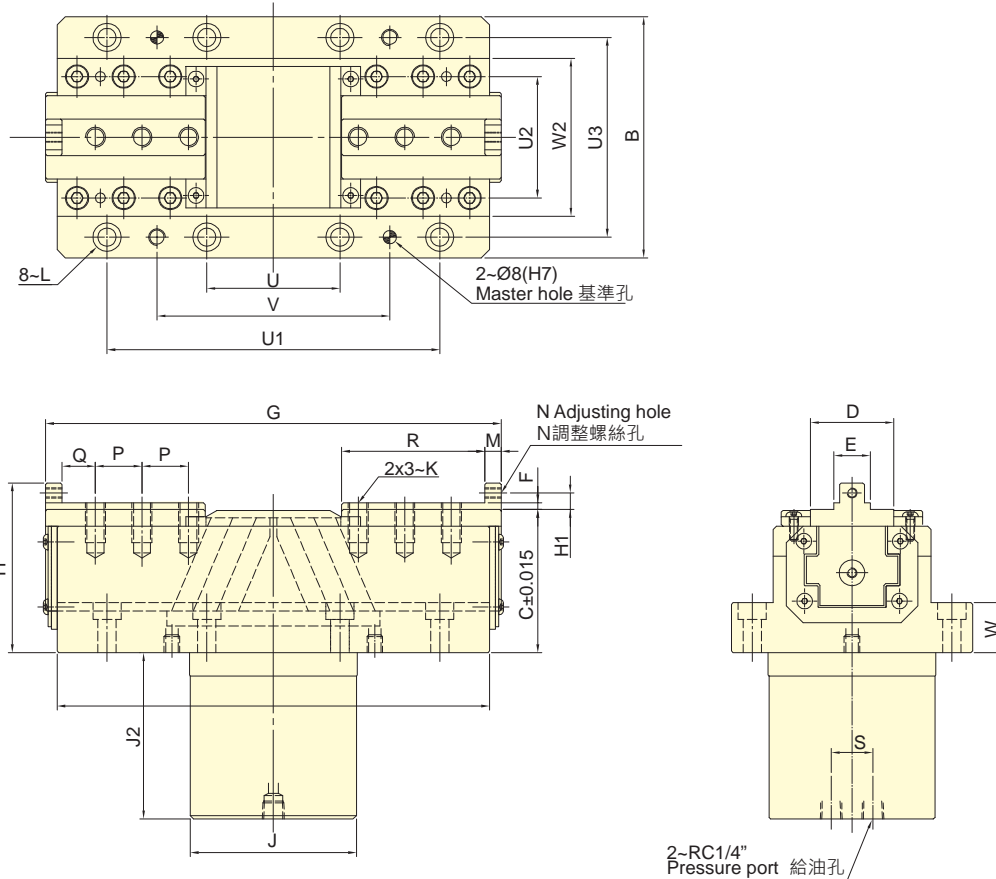 U2
W2
U3
B
8~L
2~Ø8(H7)
Master hole 基準孔
U
V
U1
G
N Adjusting hole
N調整螺絲孔
R
M
Q
P
P
2x3~K
F
H1
C±0.015
J2
J
D
E
W
S
2~RC1/4”
Pressure port 給油孔